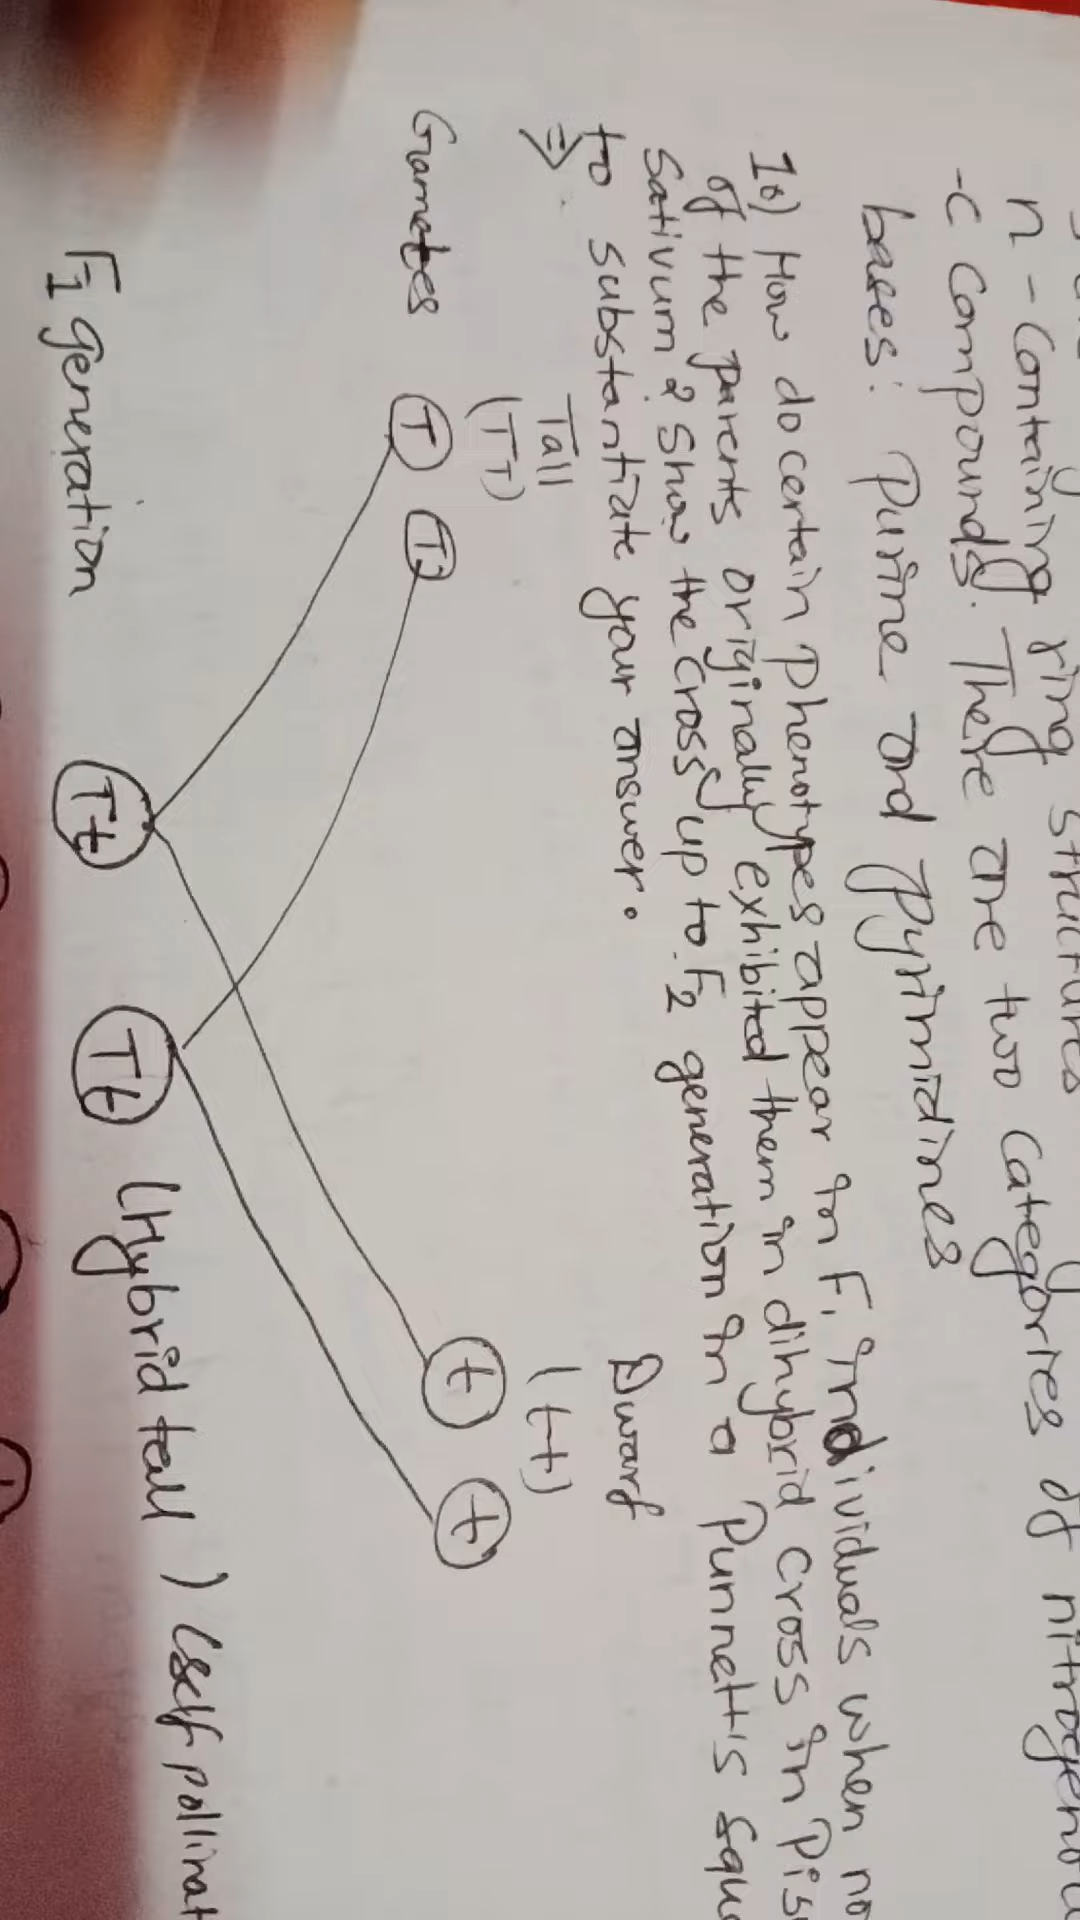 n - Containing ring structures
-c compounds. There are two categories of
bases: Purine and pyrimidines
10) How do certain phenotypes appear in F1 individuals when no
of the parents originally exhibited them in dihybrid cross in Pis
Sativum? Show the cross up to F2 generation in a Punnett's squ
to substantiate your answer.
⇒
Tall Dwarf
(TT) (tt)
Gametes T T t t
F1 generation Tt Tt (Hybrid tall) (self pollinat